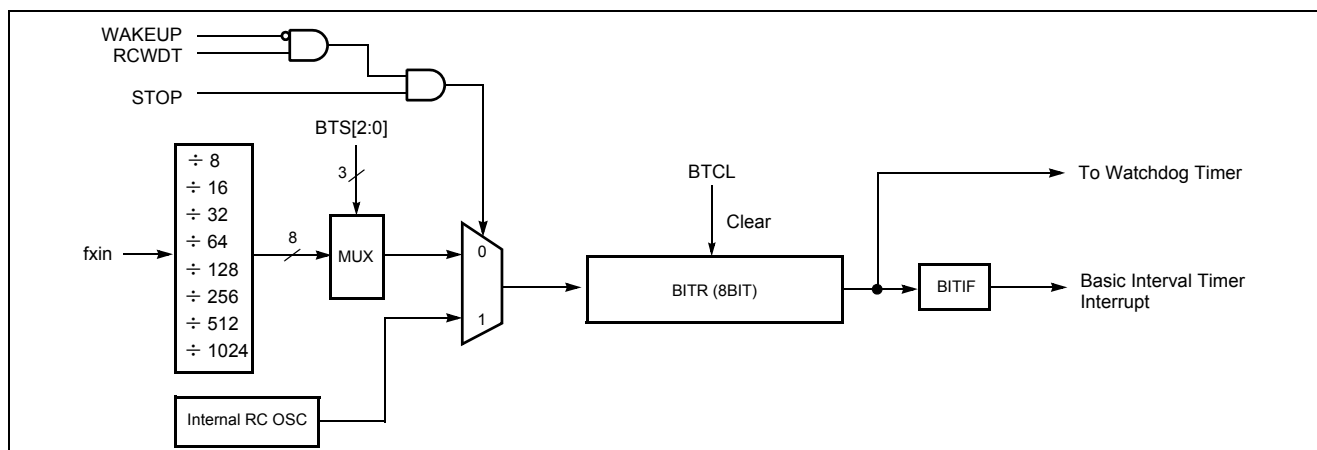 WAKEUP
RCWDT
STOP
BTS[2:0]
3
÷ 8
÷ 16
÷ 32
÷ 64
÷ 128
÷ 256
÷ 512
÷ 1024
fxin
8
MUX
0
1
BTCL
Clear
BITR (8BIT)
To Watchdog Timer
BITIF
Basic Interval Timer
Interrupt
Internal RC OSC